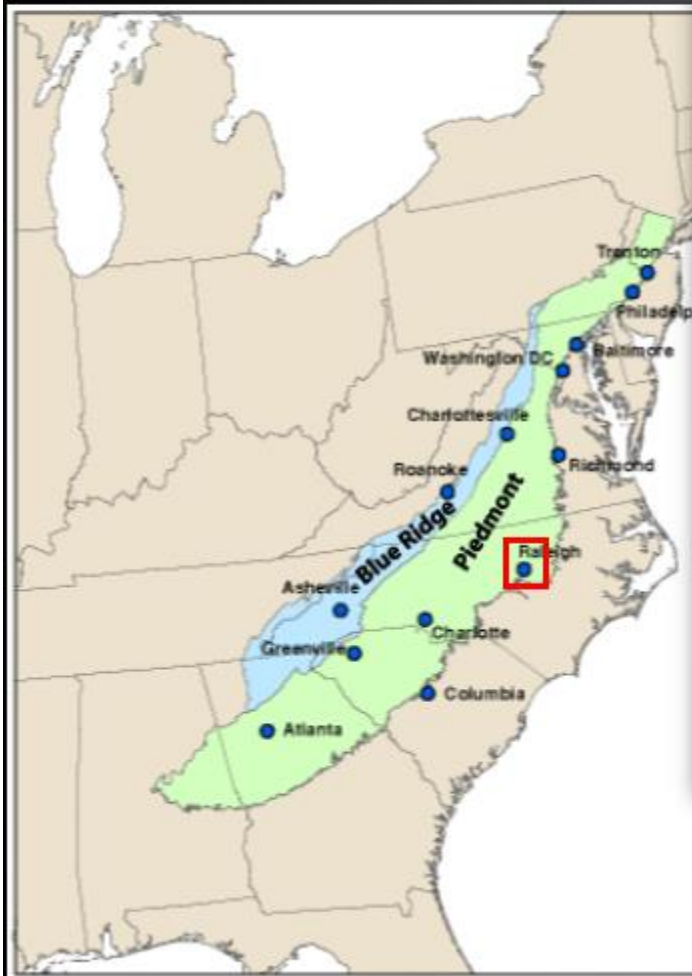 Trenton
Philadelp
Baltimore
Washington DC
Charlottesville
Richmond
Roanoke
Blue Ridge
Piedmont
Raleigh
Asheville
Charlotte
Greenville
Columbia
Atlanta